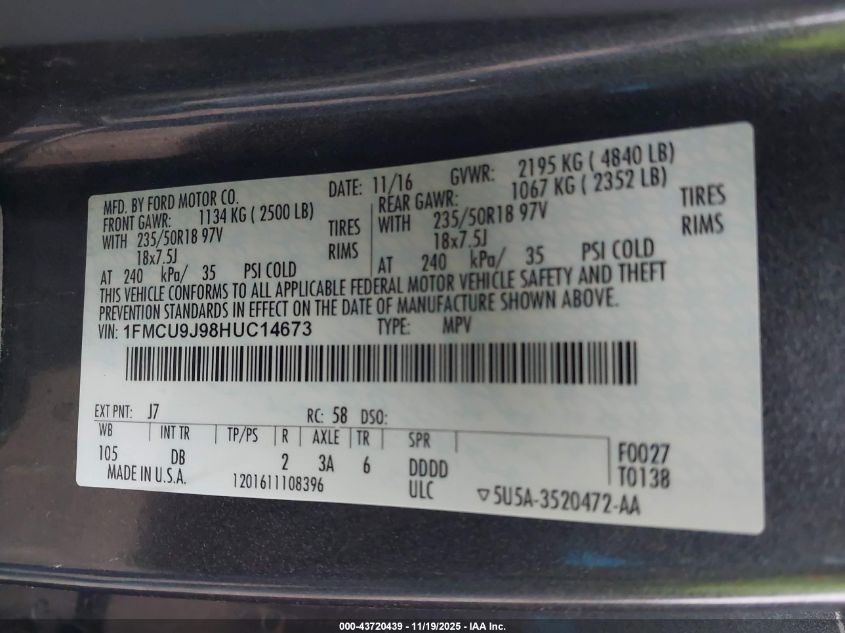 MFD. BY FORD MOTOR CO.
DATE: 11/16 GVWR: 2195 KG ( 4840 LB)
FRONT GAWR: 1134 KG ( 2500 LB)
WITH 235/50R18 97V TIRES
18x7.5J RIMS
AT 240 kPa/ 35 PSI COLD
REAR GAWR: 1067 KG ( 2352 LB)
WITH 235/50R18 97V TIRES
18x7.5J RIMS
AT 240 kPa/ 35 PSI COLD
THIS VEHICLE CONFORMS TO ALL APPLICABLE FEDERAL MOTOR VEHICLE SAFETY AND THEFT
PREVENTION STANDARDS IN EFFECT ON THE DATE OF MANUFACTURE SHOWN ABOVE.
VIN: 1FMCU9J98HUC14673 TYPE: MPV
EXT PNT: J7 RC: 58 DSO:
WB INT TR TP/PS R AXLE TR SPR
105 DB 2 3A 6 DDDD F0027
MADE IN U.S.A. 1201611108396 ULC T0138
▽5U5A-3520472-AA
000-43720439 - 11/19/2025 - IAA Inc.